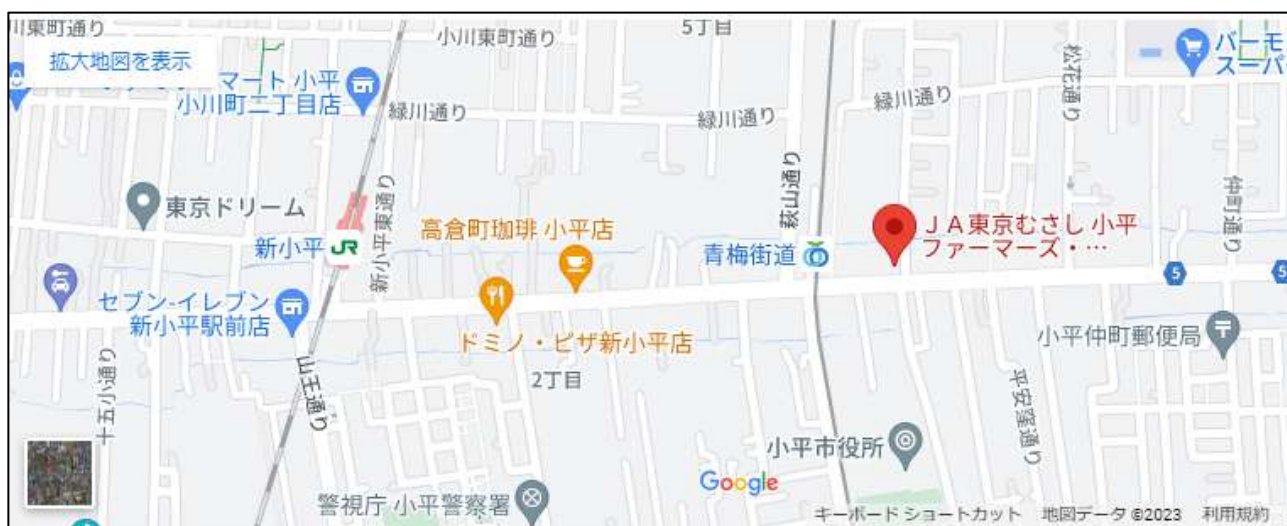 川東町通り
小川東町通り
5丁目
拡大地図を表示
マート 小平
小川町二丁目店
緑川通り
緑川通り
緑川通り
松花通り
バーモ
スーパ
東京ドリーム
新小平
JR
新小平東通り
高倉町珈琲 小平店
萩山通り
青梅街道
ＪＡ東京むさし 小平
ファーマーズ・…
仲町通り
5
5
セブン-イレブン
新小平駅前店
ドミノ・ピザ新小平店
小平仲町郵便局
十五小通り
山王通り
2丁目
平安窪通り
小平市役所
警視庁 小平警察署
Google
キーボード ショートカット
地図データ ©2023
利用規約